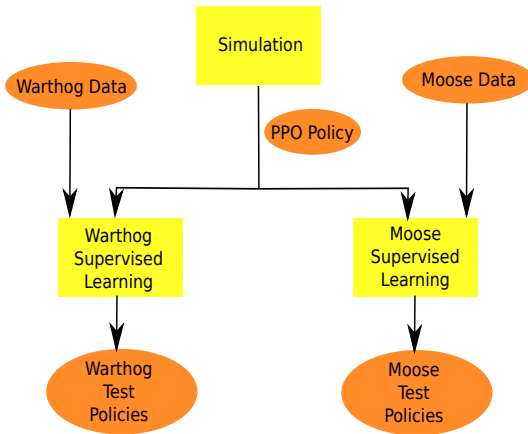 Simulation
Warthog Data
Moose Data
PPO Policy
Warthog
Supervised
Learning
Moose
Supervised
Learning
Warthog
Test
Policies
Moose
Test
Policies